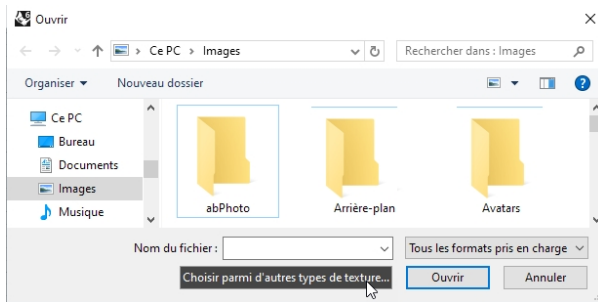 Ouvrir
Ce PC > Images
Rechercher dans : Images
Organiser
Nouveau dossier
Ce PC
Bureau
Documents
Images
Musique
abPhoto
Arrière-plan
Avatars
Nom du fichier :
Tous les formats pris en charge
Choisir parmi d'autres types de texture...
Ouvrir
Annuler